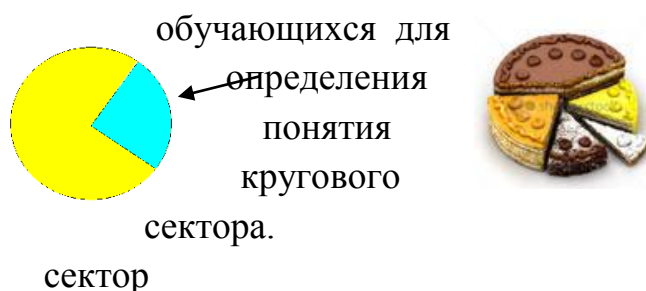 обучающихся для
определения
понятия
кругового
сектора.
сектор